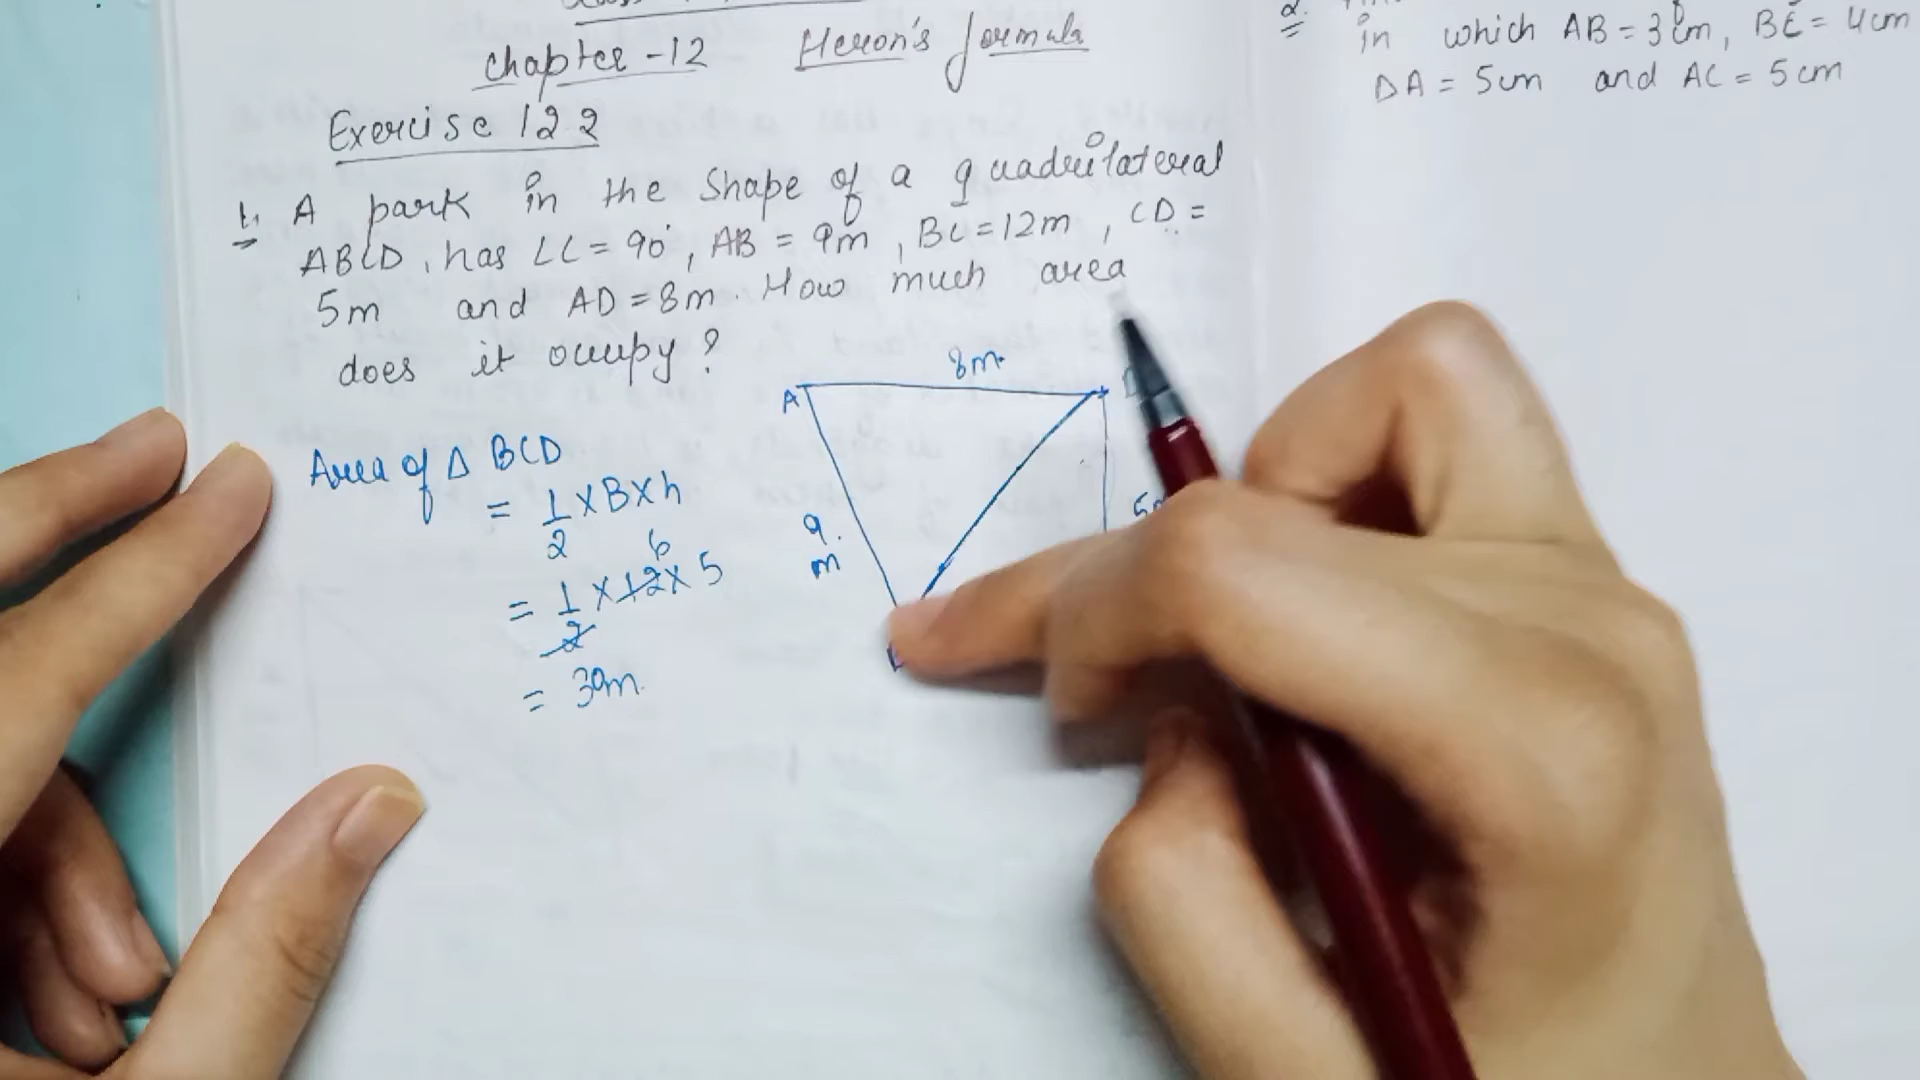 Chapter-12 Heron's formula
Exercise 12.2
1. A park in the shape of a quadrilateral
ABCD, has ∠C = 90°, AB = 9m, BC = 12m, CD =
5m and AD = 8m. How much area
does it ocupy?
8m
A
9
m
Area of Δ BCD
= 1/2 × B × h
6
= 1/2 × 12 × 5
= 30m
2.
in which AB = 3cm, BC = 4cm
DA = 5cm and AC = 5cm